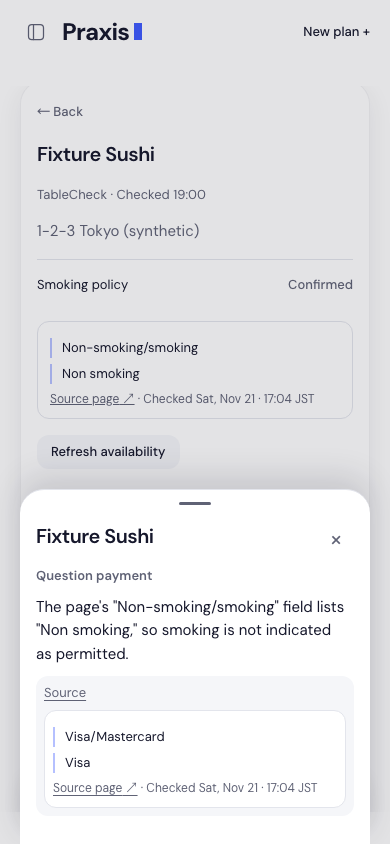 Praxis
New plan +
← Back
Fixture Sushi
TableCheck · Checked 19:00
1-2-3 Tokyo (synthetic)
Smoking policy
Confirmed
Non-smoking/smoking
Non smoking
Source page ↗ · Checked Sat, Nov 21 · 17:04 JST
Refresh availability
Fixture Sushi
×
Question payment
The page's "Non-smoking/smoking" field lists
"Non smoking," so smoking is not indicated
as permitted.
Source
Visa/Mastercard
Visa
Source page ↗ · Checked Sat, Nov 21 · 17:04 JST